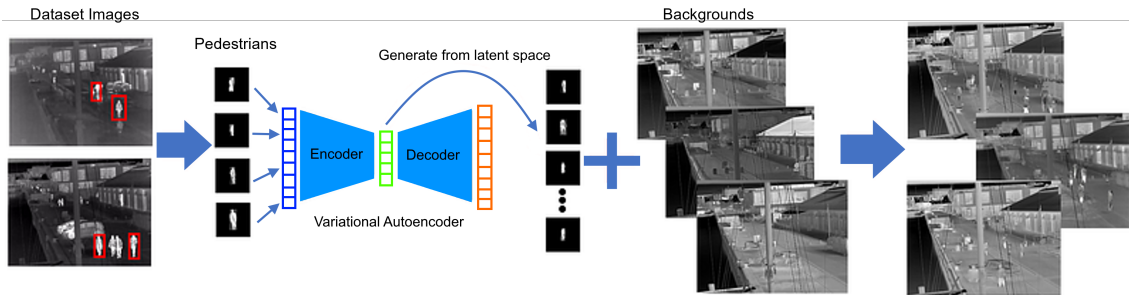 Dataset Images
Backgrounds
Pedestrians
Generate from latent space
Encoder
Decoder
Variational Autoencoder